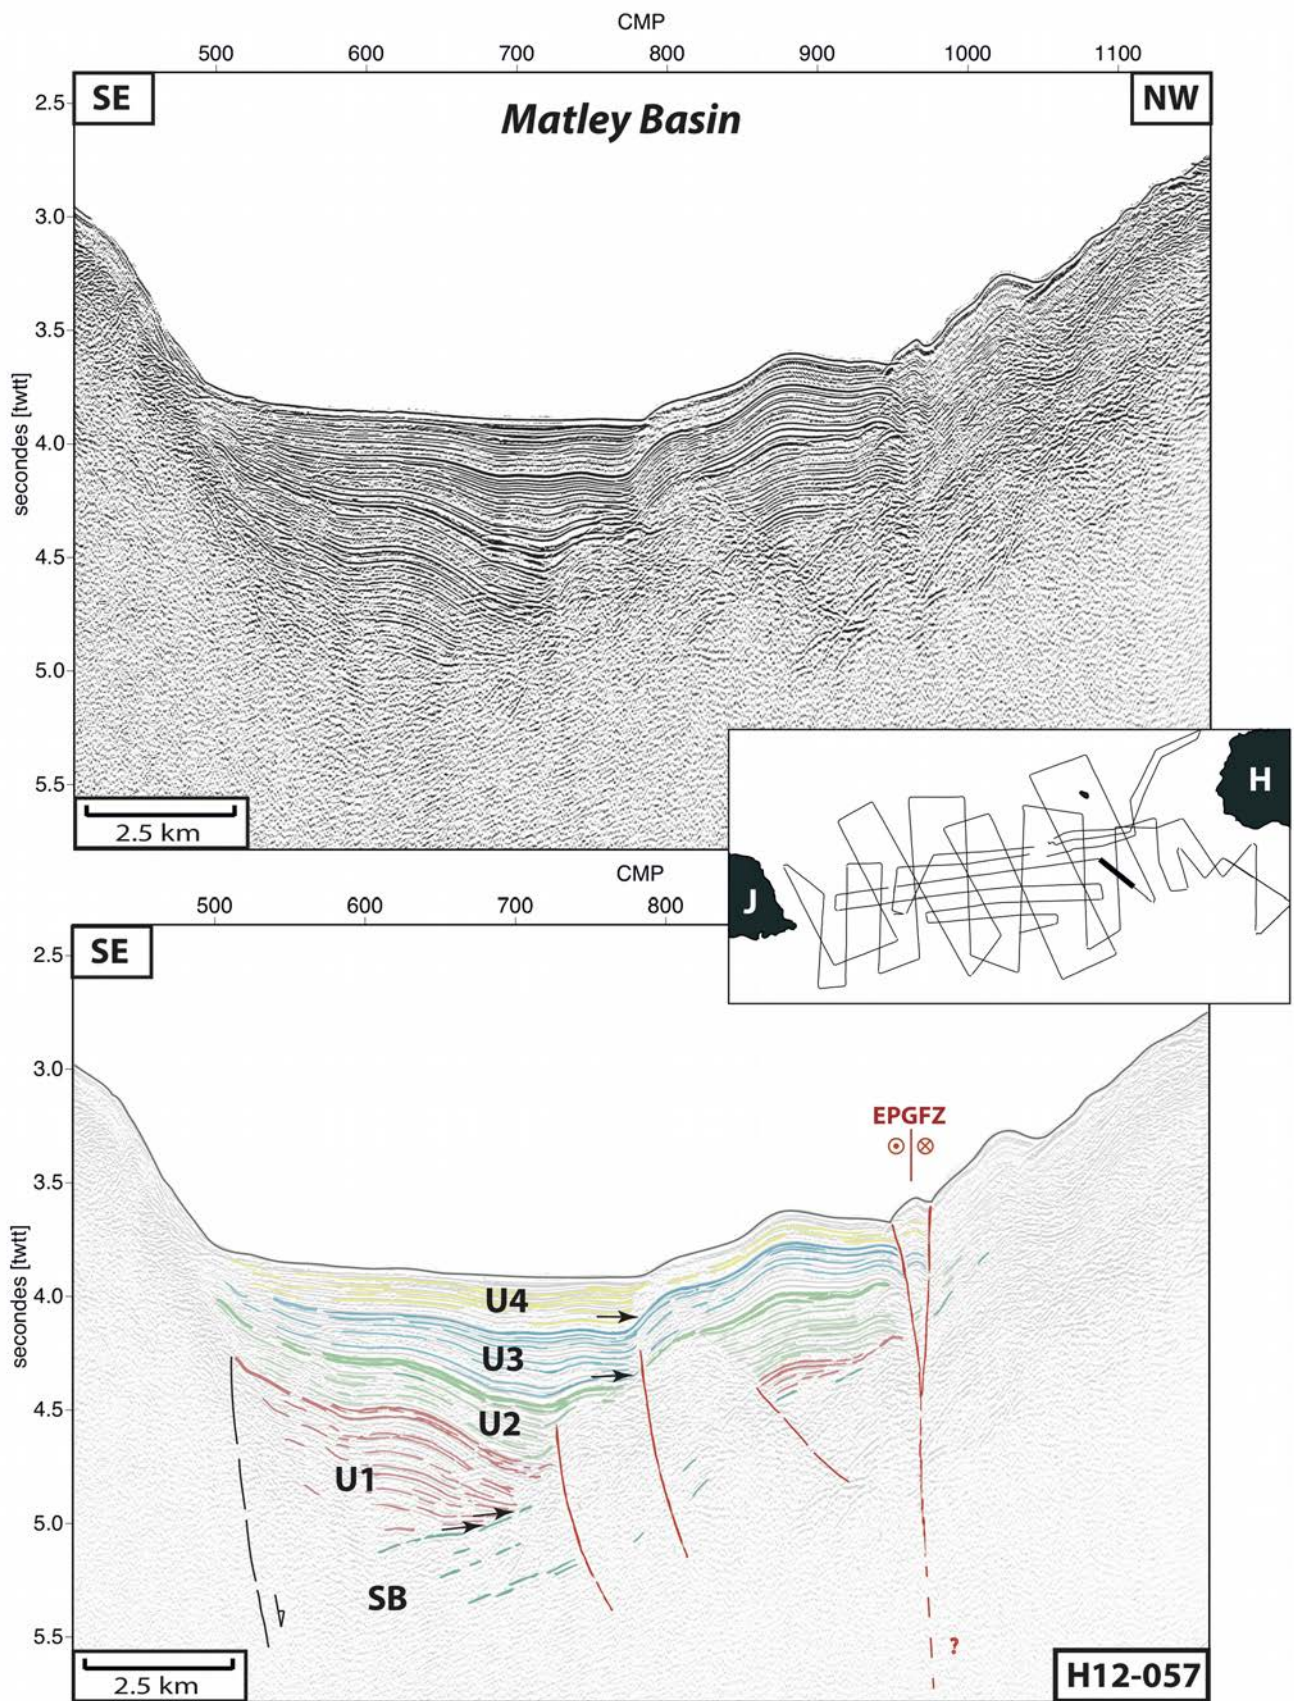 CMP
500 600 700 800 900 1000 1100
SE
Matley Basin
NW
2.5
3.0
3.5
4.0
4.5
5.0
5.5
secondes [twtt]
2.5 km
H
J
CMP
500 600 700 800
SE
2.5
3.0
3.5
4.0
4.5
5.0
5.5
secondes [twtt]
EPGFZ
U4
U3
U2
U1
SB
?
2.5 km
H12-057